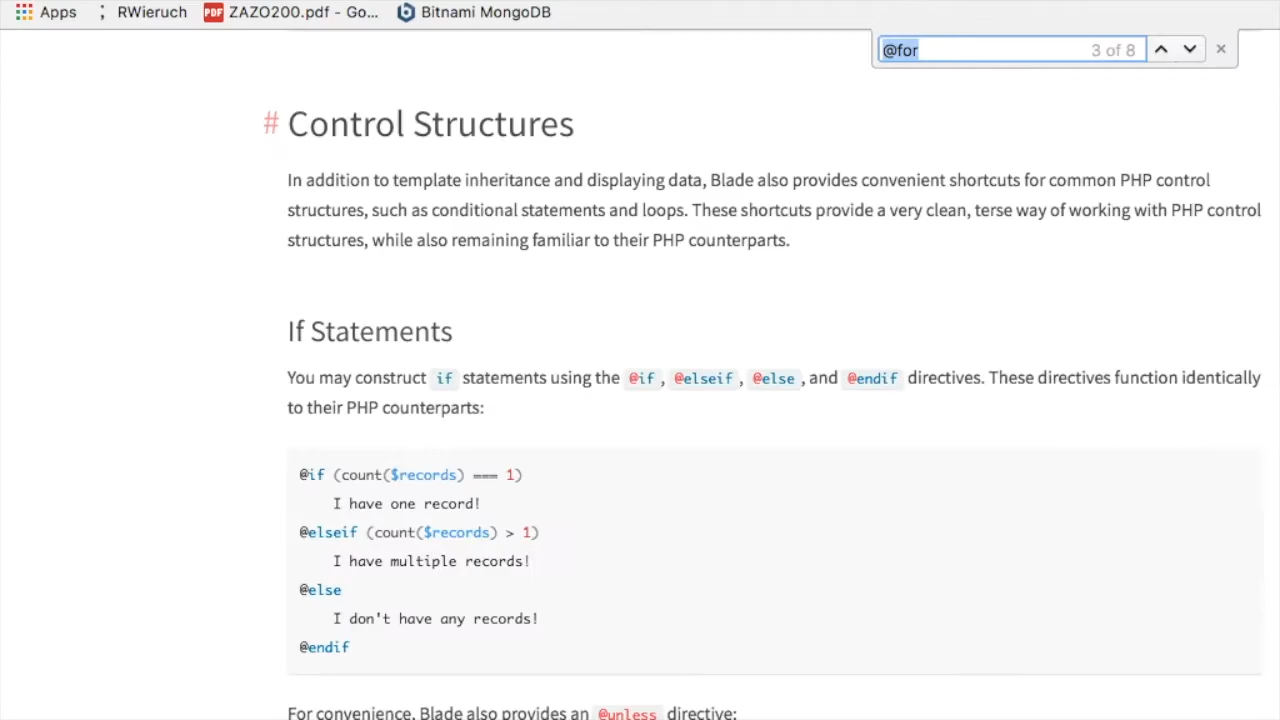 Apps ; RWieruch PDF ZAZO200.pdf - Go... Bitnami MongoDB
@for 3 of 8
# Control Structures
In addition to template inheritance and displaying data, Blade also provides convenient shortcuts for common PHP control
structures, such as conditional statements and loops. These shortcuts provide a very clean, terse way of working with PHP control
structures, while also remaining familiar to their PHP counterparts.
If Statements
You may construct if statements using the @if, @elseif, @else, and @endif directives. These directives function identically
to their PHP counterparts:
@if (count($records) === 1)
I have one record!
@elseif (count($records) > 1)
I have multiple records!
@else
I don't have any records!
@endif
For convenience, Blade also provides an @unless directive: